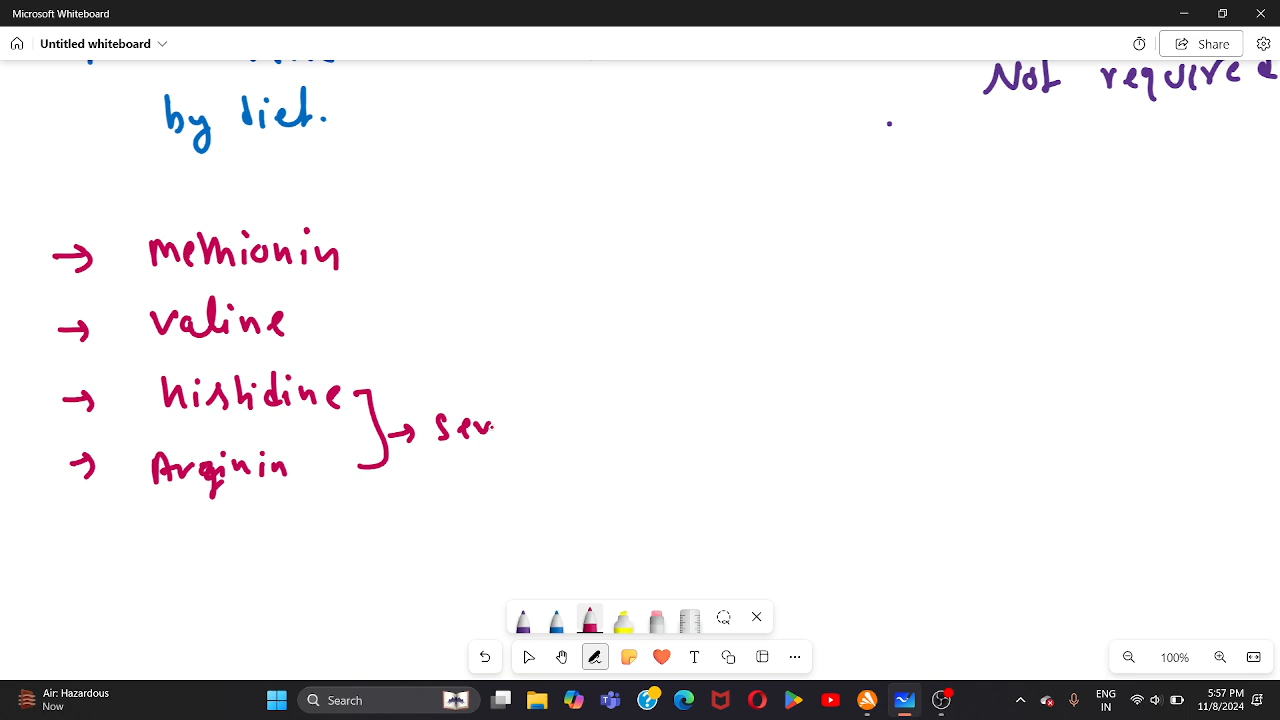 Microsoft Whiteboard
Untitled whiteboard
Share
Not require
by diet.
→ methionin
→ valine
→ histidine
→ Arginin
→ Ser
100%
Air: Hazardous
Now
Search
ENG
IN
5:57 PM
11/8/2024